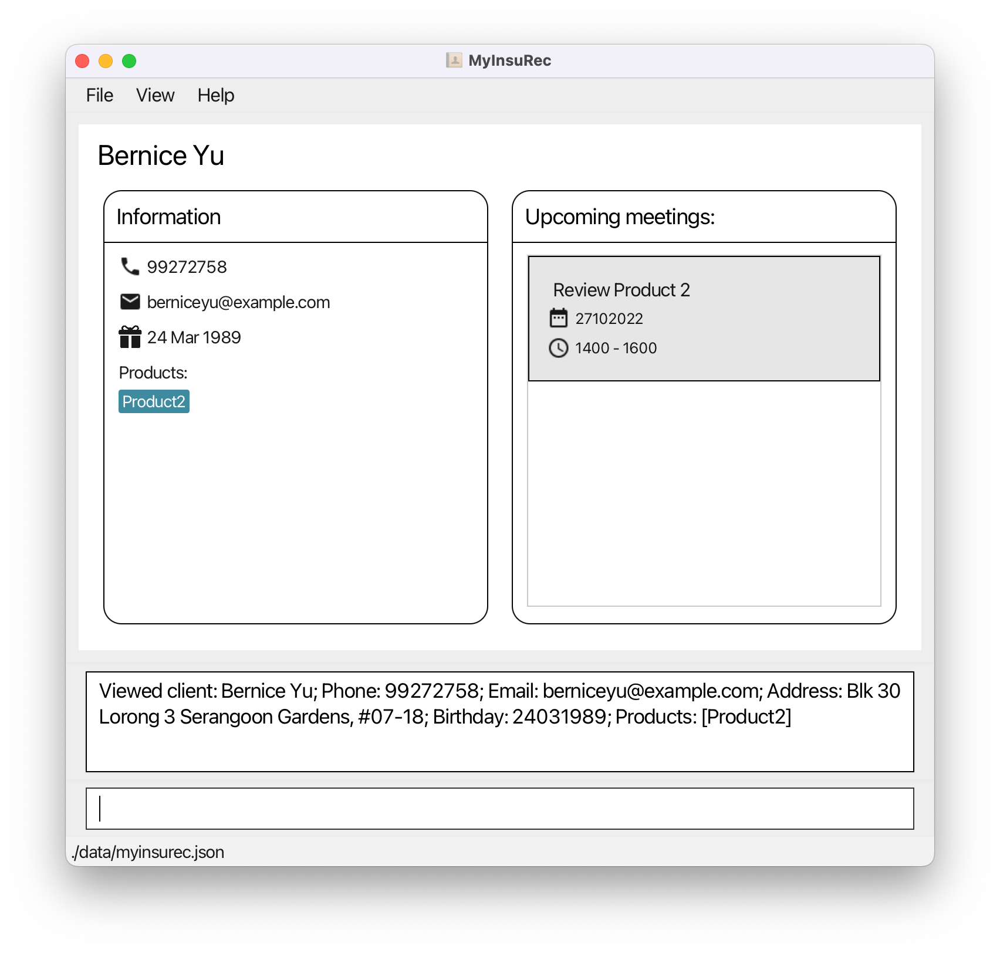 MyInsuRec
File View Help
Bernice Yu
Information
99272758
berniceyu@example.com
24 Mar 1989
Products:
Product2
Upcoming meetings:
Review Product 2
27102022
1400 - 1600
Viewed client: Bernice Yu; Phone: 99272758; Email: berniceyu@example.com; Address: Blk 30
Lorong 3 Serangoon Gardens, #07-18; Birthday: 24031989; Products: [Product2]
./data/myinsurec.json